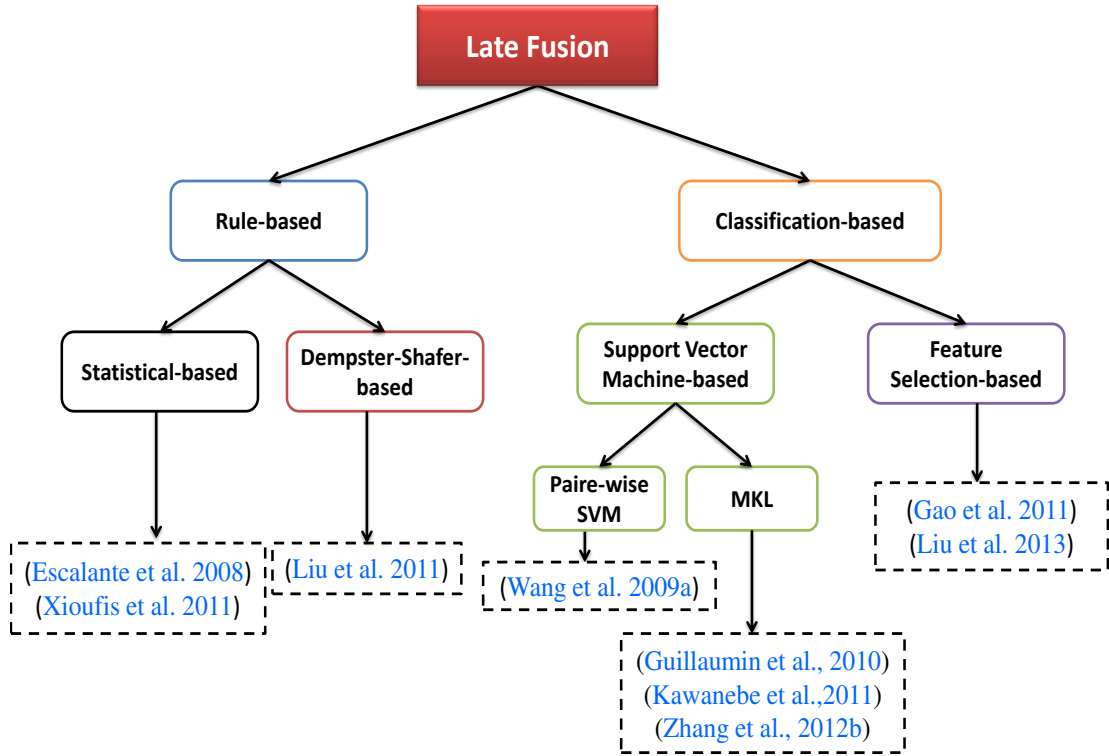 Late Fusion
Rule-based
Classification-based
Statistical-based
Dempster-Shafer-
based
Support Vector
Machine-based
Feature
Selection-based
Paire-wise
SVM
MKL
(Escalante et al. 2008)
(Xioufis et al. 2011)
(Liu et al. 2011)
(Wang et al. 2009a)
(Gao et al. 2011)
(Liu et al. 2013)
(Guillaumin et al., 2010)
(Kawanebe et al.,2011)
(Zhang et al., 2012b)